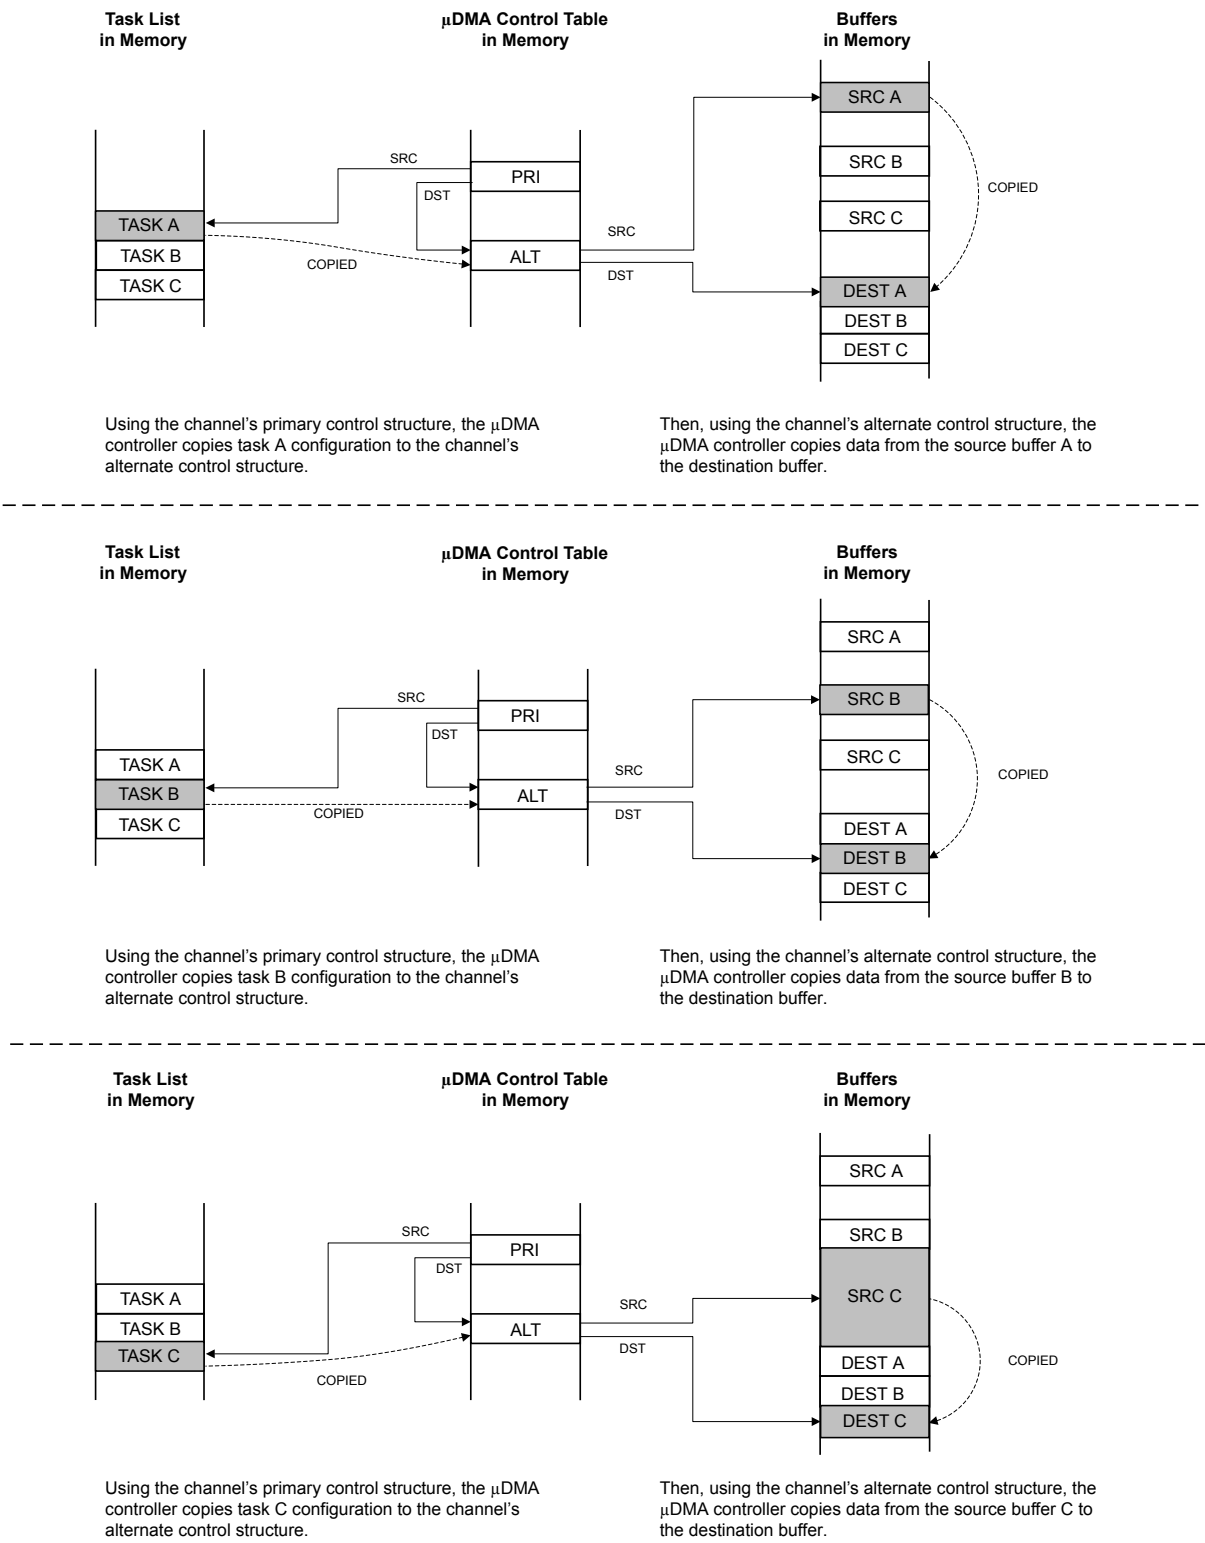 Task List
in Memory
µDMA Control Table
in Memory
Buffers
in Memory
SRC A
SRC
PRI
SRC B
DST
COPIED
SRC C
TASK A
SRC
TASK B
ALT
COPIED
DST
TASK C
DEST A
DEST B
DEST C
Using the channel's primary control structure, the µDMA
controller copies task A configuration to the channel's
alternate control structure.
Then, using the channel's alternate control structure, the
µDMA controller copies data from the source buffer A to
the destination buffer.
Task List
in Memory
µDMA Control Table
in Memory
Buffers
in Memory
SRC A
SRC
SRC B
PRI
DST
SRC C
TASK A
SRC
COPIED
TASK B
ALT
COPIED
DST
TASK C
DEST A
DEST B
DEST C
Using the channel's primary control structure, the µDMA
controller copies task B configuration to the channel's
alternate control structure.
Then, using the channel's alternate control structure, the
µDMA controller copies data from the source buffer B to
the destination buffer.
Task List
in Memory
µDMA Control Table
in Memory
Buffers
in Memory
SRC A
SRC
SRC B
PRI
DST
TASK A
SRC
SRC C
TASK B
ALT
TASK C
DST
COPIED
DEST A
COPIED
DEST B
DEST C
Using the channel's primary control structure, the µDMA
controller copies task C configuration to the channel's
alternate control structure.
Then, using the channel's alternate control structure, the
µDMA controller copies data from the source buffer C to
the destination buffer.